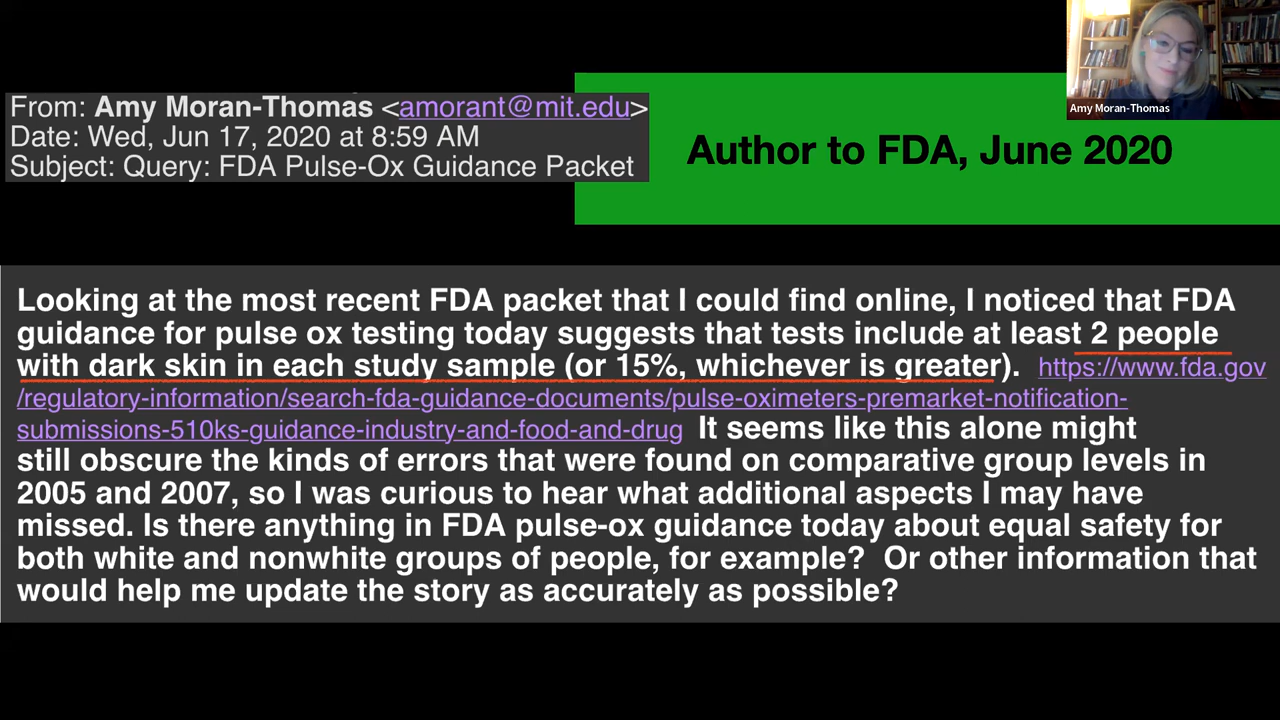 From: Amy Moran-Thomas <amorant@mit.edu>
Date: Wed, Jun 17, 2020 at 8:59 AM
Subject: Query: FDA Pulse-Ox Guidance Packet
Author to FDA, June 2020
Amy Moran-Thomas
Looking at the most recent FDA packet that I could find online, I noticed that FDA
guidance for pulse ox testing today suggests that tests include at least 2 people
with dark skin in each study sample (or 15%, whichever is greater). https://www.fda.gov
/regulatory-information/search-fda-guidance-documents/pulse-oximeters-premarket-notification-
submissions-510ks-guidance-industry-and-food-and-drug It seems like this alone might
still obscure the kinds of errors that were found on comparative group levels in
2005 and 2007, so I was curious to hear what additional aspects I may have
missed. Is there anything in FDA pulse-ox guidance today about equal safety for
both white and nonwhite groups of people, for example? Or other information that
would help me update the story as accurately as possible?